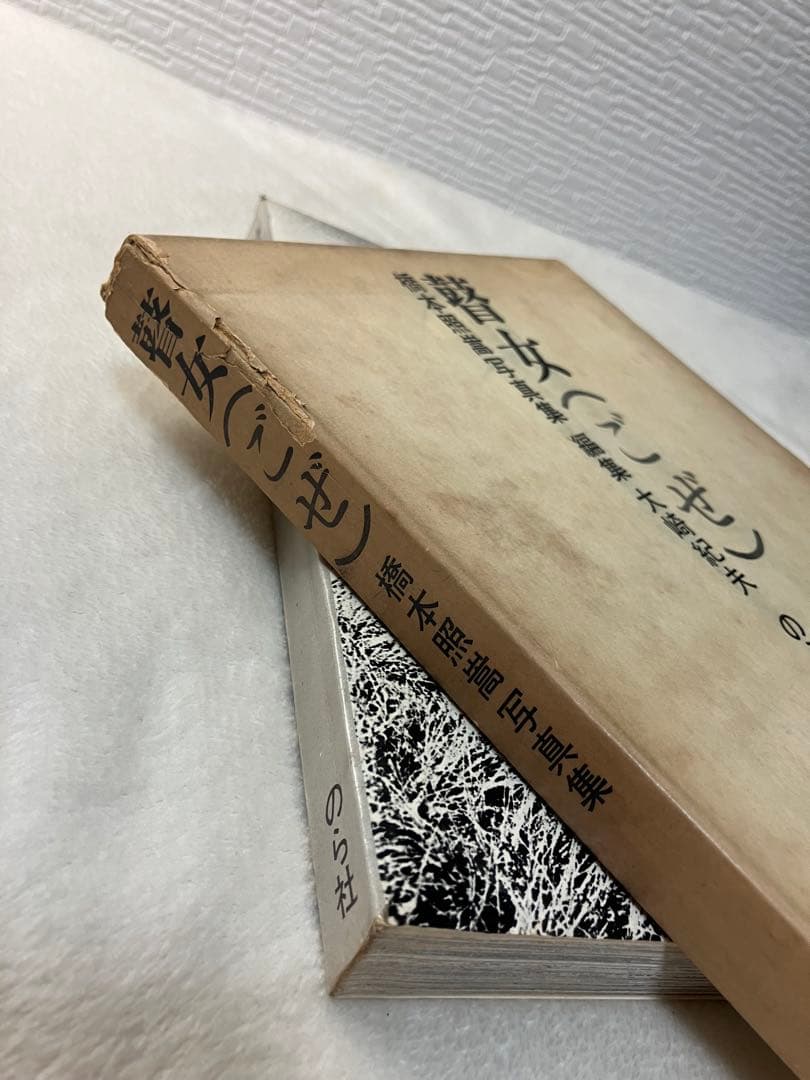 瞽女(ごぜ)
橋本照嵩写真集 編集 大崎紀夫
の
瞽女(ごぜ) 橋本照嵩写真集
のら社